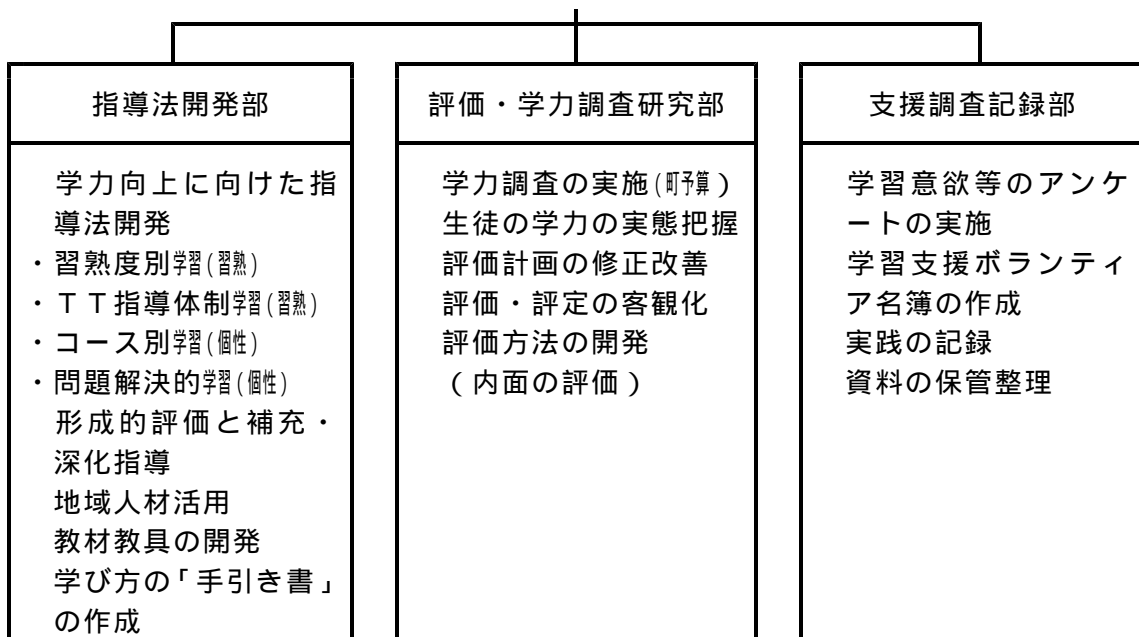 指導法開発部
学力向上に向けた指
導法開発
・習熟度別学習(習熟)
・ＴＴ指導体制学習(習熟)
・コース別学習(個性)
・問題解決的学習(個性)
形成的評価と補充・
深化指導
地域人材活用
教材教具の開発
学び方の「手引き書」
の作成
評価・学力調査研究部
学力調査の実施(町予算)
生徒の学力の実態把握
評価計画の修正改善
評価・評定の客観化
評価方法の開発
(内面の評価)
支援調査記録部
学習意欲等のアンケ
ートの実施
学習支援ボランティ
ア名簿の作成
実践の記録
資料の保管整理